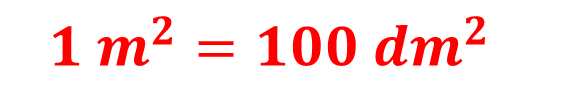 1 m² = 100 dm²